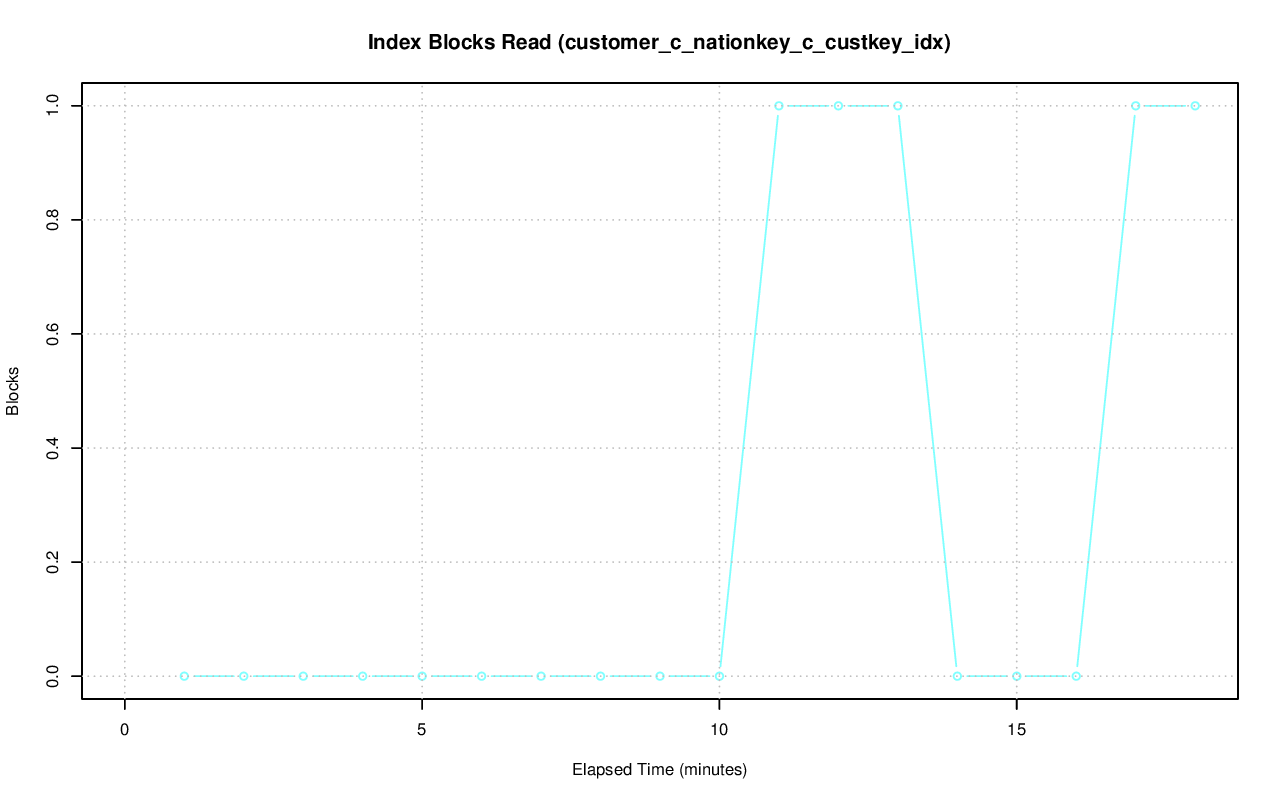 Index Blocks Read (customer_c_nationkey_c_custkey_idx)
1.0
0.8
0.6
0.4
0.2
0.0
Blocks
0 5 10 15
Elapsed Time (minutes)